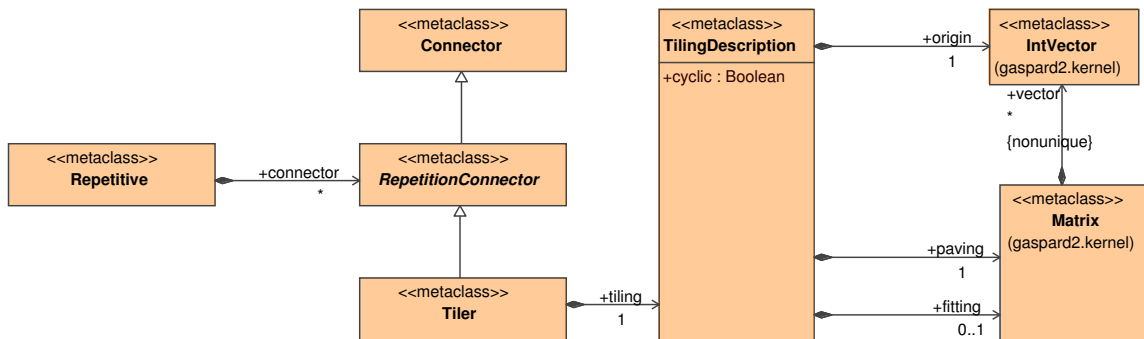 <<metaclass>>
Connector
<<metaclass>>
TilingDescription
+cyclic : Boolean
+origin
1
<<metaclass>>
IntVector
(gaspard2.kernel)
+vector
*
{nonunique}
<<metaclass>>
Repetitive
+connector
*
<<metaclass>>
RepetitionConnector
<<metaclass>>
Matrix
(gaspard2.kernel)
+paving
1
<<metaclass>>
Tiler
+tiling
1
+fitting
0..1